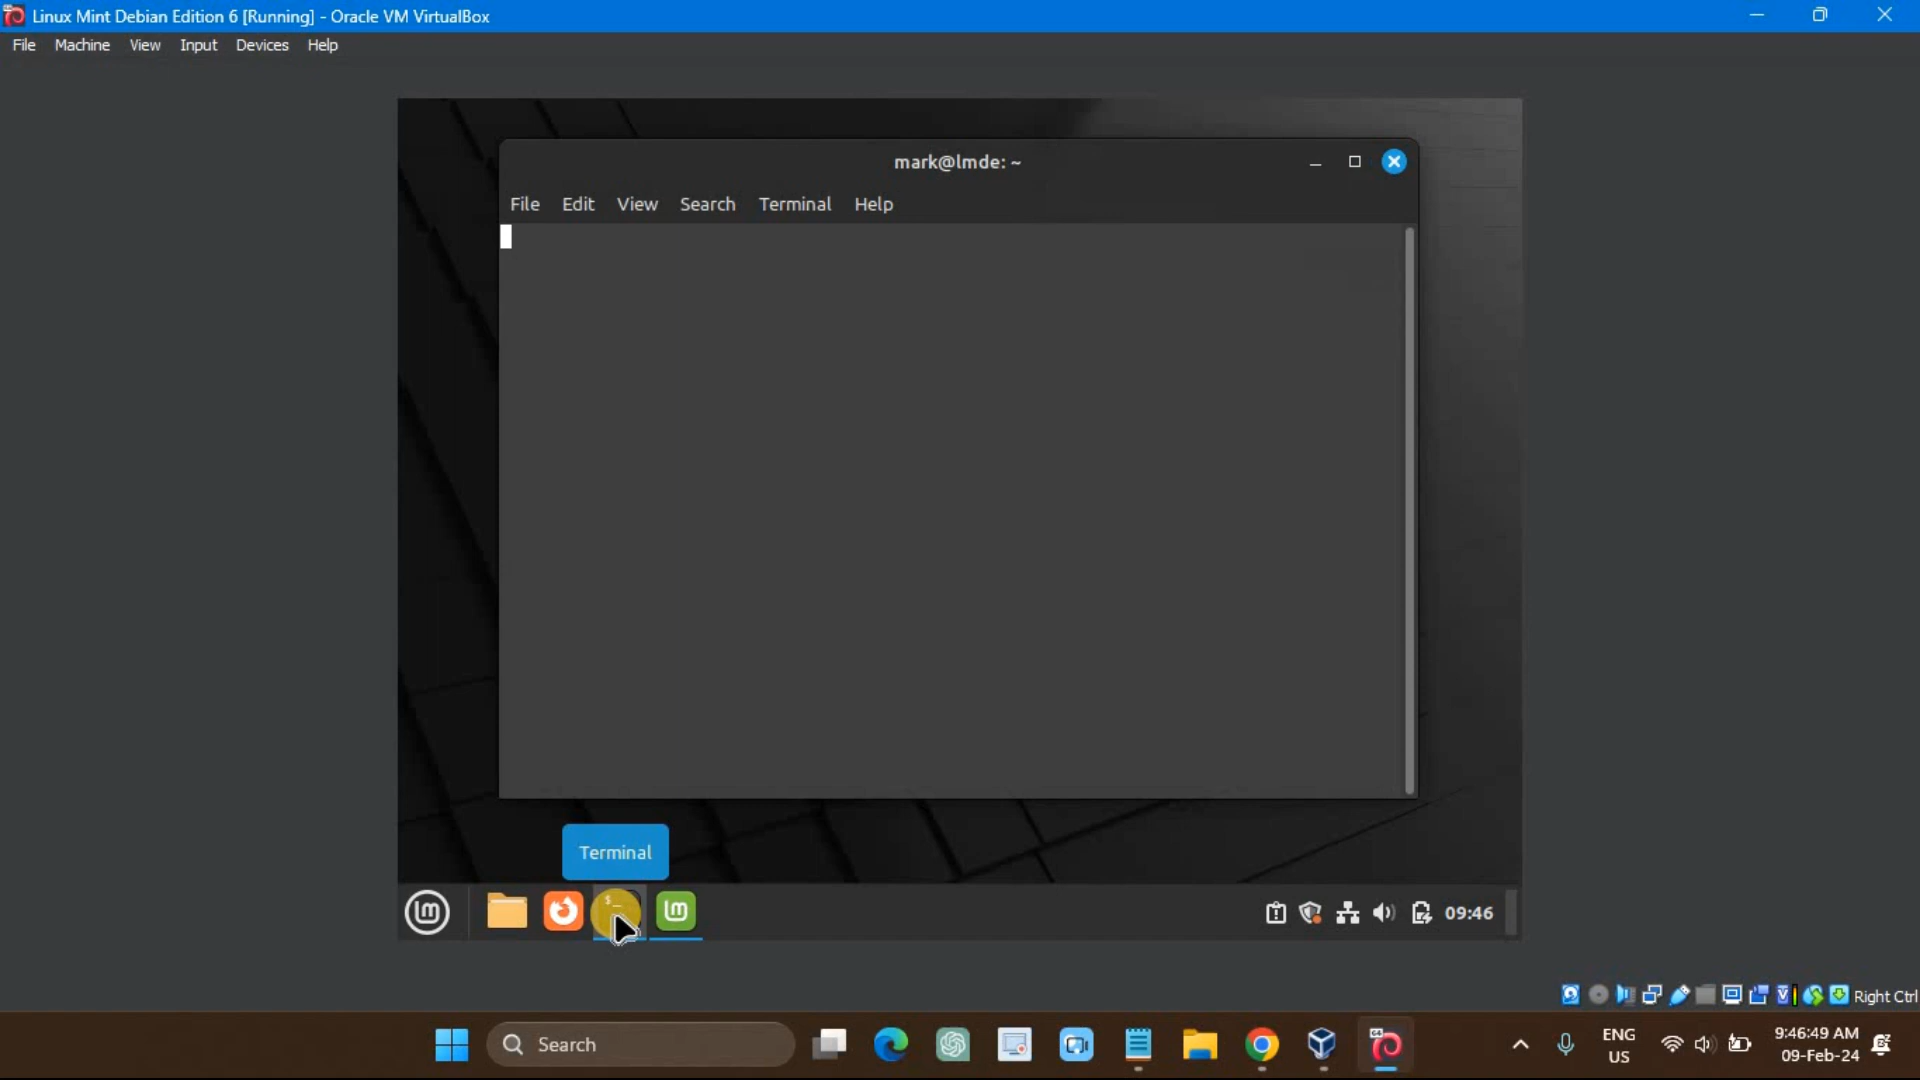 Linux Mint Debian Edition 6 [Running] - Oracle VM VirtualBox
File Machine View Input Devices Help
mark@lmde: ~
File Edit View Search Terminal Help
Terminal
$_
09:46
Right Ctrl
Search
ENG
US
9:46:49 AM
09-Feb-24